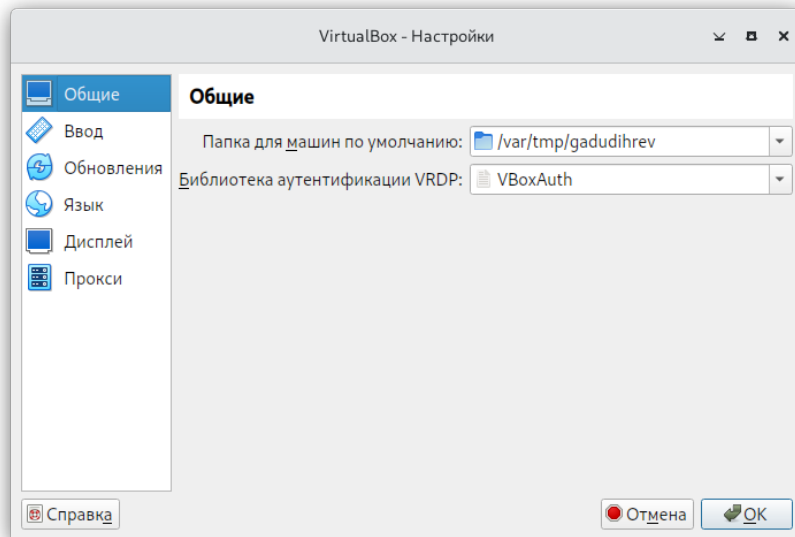 VirtualBox - Настройки
Общие
Ввод
Обновления
Язык
Дисплей
Прокси
Общие
Папка для машин по умолчанию: /var/tmp/gadudihrev
Библиотека аутентификации VRDP: VBoxAuth
Справка
Отмена
OK